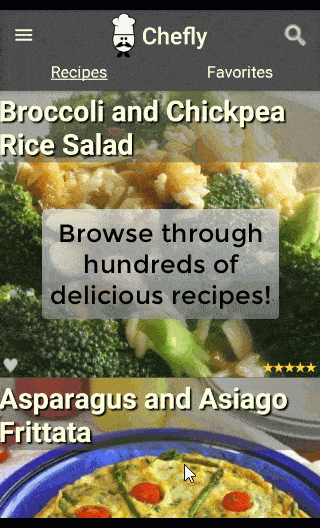 Chefly
Recipes Favorites
Broccoli and Chickpea
Rice Salad
Browse through
hundreds of
delicious recipes!
Asparagus and Asiago
Frittata